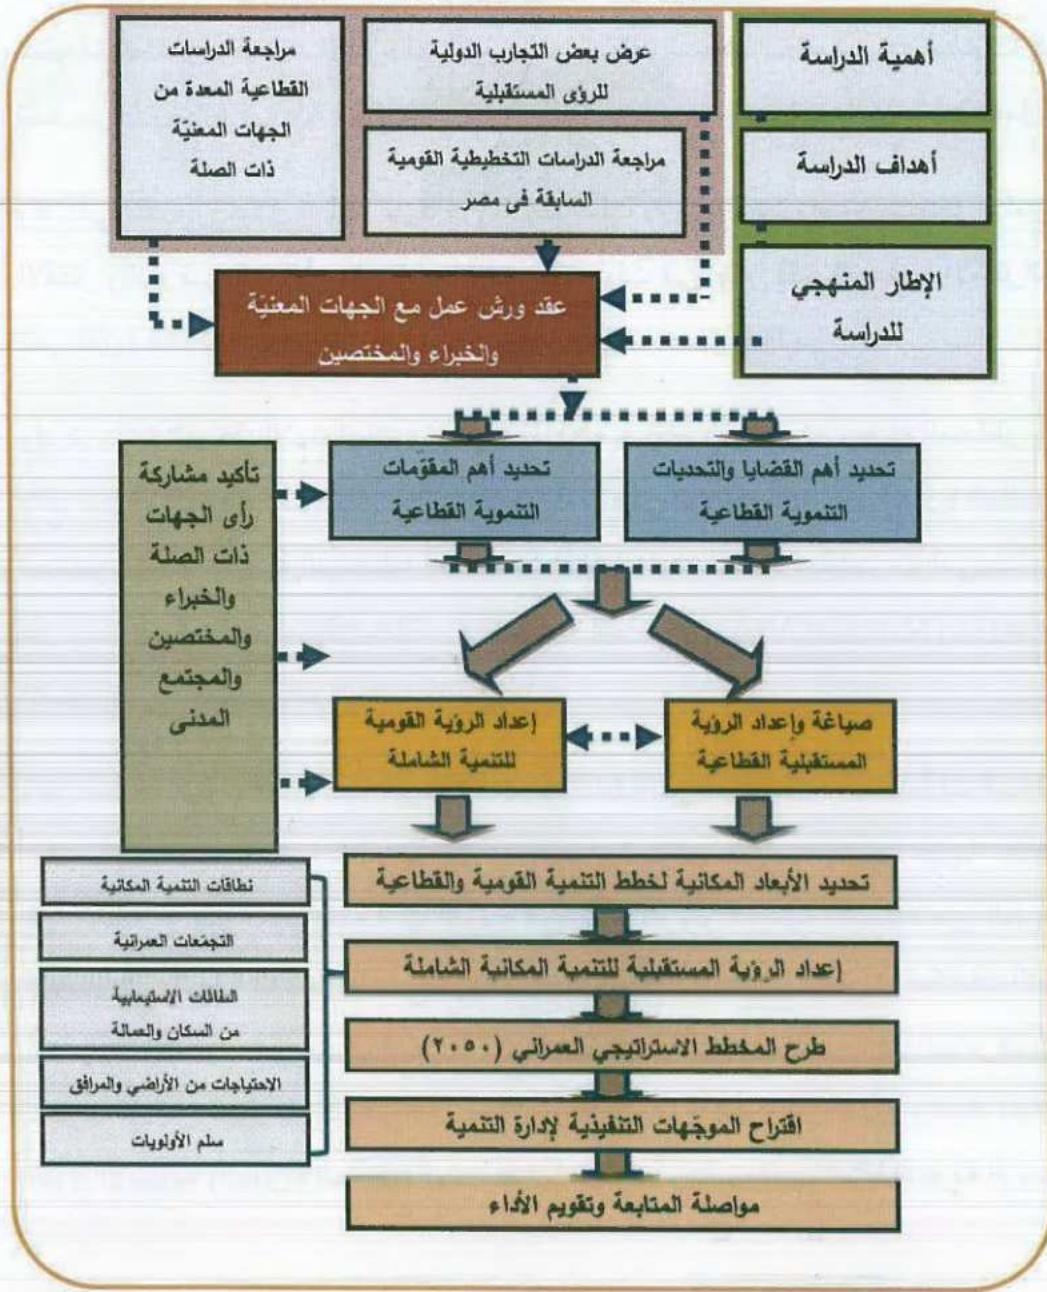 أهمية الدراسة
أهداف الدراسة
الإطار المنهجي
للدراسة
عرض بعض التجارب الدولية
للرؤى المستقبلية
مراجعة الدراسات التخطيطية القومية
السابقة فى مصر
مراجعة الدراسات
القطاعية المعدة من
الجهات المعنيّة
ذات الصلة
عقد ورش عمل مع الجهات المعنيّة
والخبراء والمختصين
تحديد أهم القضايا والتحديات
التنموية القطاعية
تحديد أهم المقوّمات
التنموية القطاعية
تأكيد مشاركة
رأى الجهات
ذات الصلة
والخبراء
والمختصين
والمجتمع
المدنى
صياغة وإعداد الرؤية
المستقبلية القطاعية
إعداد الرؤية القومية
للتنمية الشاملة
تحديد الأبعاد المكانية لخطط التنمية القومية والقطاعية
إعداد الرؤية المستقبلية للتنمية المكانية الشاملة
طرح المخطط الاستراتيجي العمراني (٢٠٥٠)
اقتراح الموجّهات التنفيذية لإدارة التنمية
مواصلة المتابعة وتقويم الأداء
نطاقات التنمية المكانية
التجمّعات العمرانية
الطاقات الاستيعابية
من السكان والعمالة
الاحتياجات من الأراضي والمرافق
سلم الأولويات